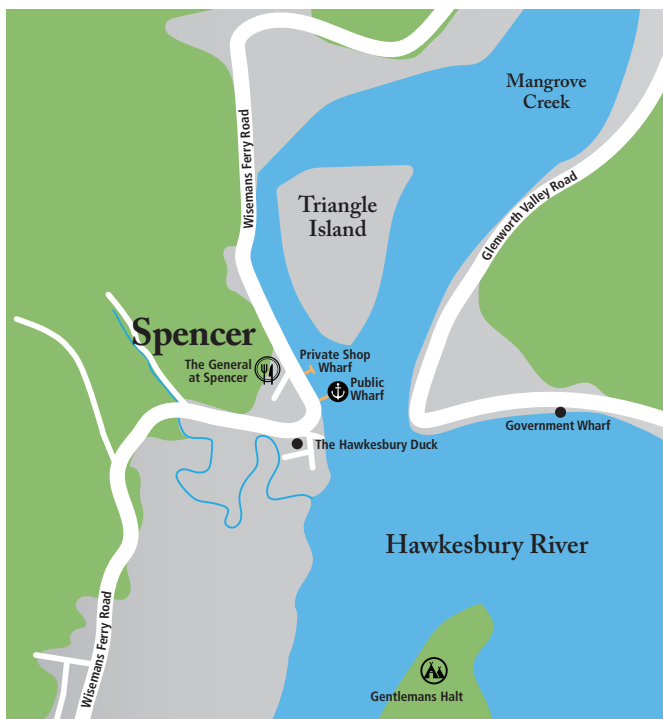 Mangrove
Creek
Wisemans Ferry Road
Triangle
Island
Glenworth Valley Road
Spencer
Private Shop
Wharf
The General
at Spencer
Public
Wharf
Government Wharf
The Hawkesbury Duck
Hawkesbury River
Wisemans Ferry Road
Gentlemans Halt